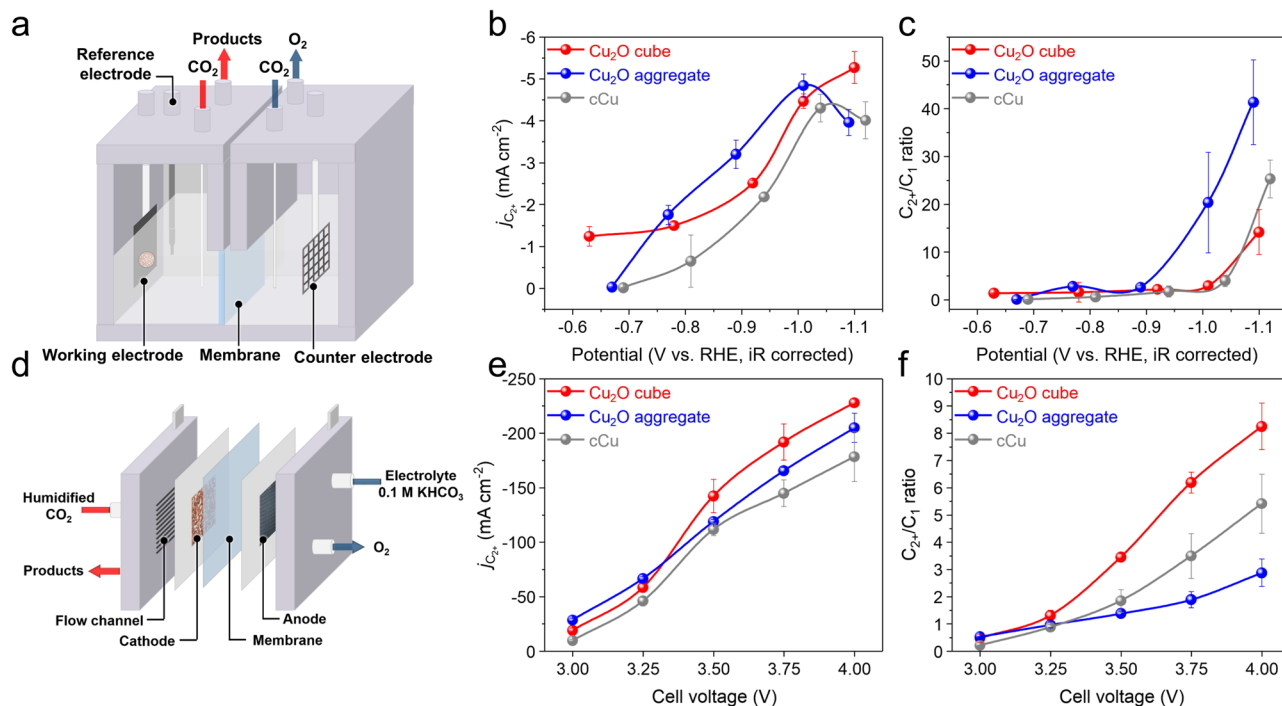 a
Reference
electrode
CO₂
Products
CO₂
O₂
Working electrode
Membrane
Counter electrode
b
Cu₂O cube
Cu₂O aggregate
cCu
j_C₂₊ (mA cm⁻²)
-6
-5
-4
-3
-2
-1
0
-0.6 -0.7 -0.8 -0.9 -1.0 -1.1
Potential (V vs. RHE, iR corrected)
c
Cu₂O cube
Cu₂O aggregate
cCu
C₂₊/C₁ ratio
50
40
30
20
10
0
-0.6 -0.7 -0.8 -0.9 -1.0 -1.1
Potential (V vs. RHE, iR corrected)
d
Humidified
CO₂
Products
Flow channel
Cathode
Membrane
Anode
Electrolyte
0.1 M KHCO₃
O₂
e
Cu₂O cube
Cu₂O aggregate
cCu
j_C₂₊ (mA cm⁻²)
-250
-200
-150
-100
-50
0
3.00 3.25 3.50 3.75 4.00
Cell voltage (V)
f
Cu₂O cube
Cu₂O aggregate
cCu
C₂₊/C₁ ratio
10
9
8
7
6
5
4
3
2
1
0
3.00 3.25 3.50 3.75 4.00
Cell voltage (V)